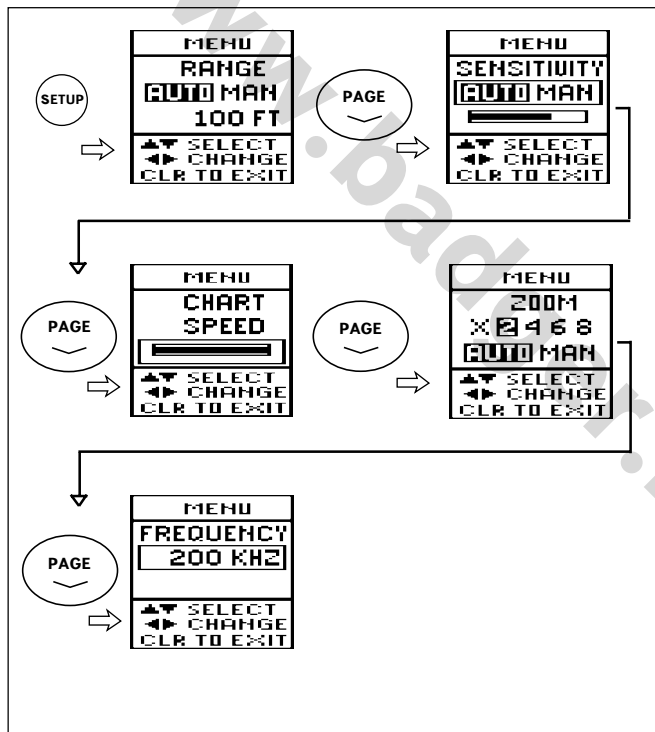 SETUP
MENU
RANGE
AUTO MAN
100 FT
▲▼ SELECT
◀▶ CHANGE
CLR TO EXIT
PAGE
MENU
SENSITIVITY
AUTO MAN
▲▼ SELECT
◀▶ CHANGE
CLR TO EXIT
PAGE
MENU
CHART
SPEED
▲▼ SELECT
◀▶ CHANGE
CLR TO EXIT
PAGE
MENU
ZOOM
X 2 4 6 8
AUTO MAN
▲▼ SELECT
◀▶ CHANGE
CLR TO EXIT
PAGE
MENU
FREQUENCY
200 KHZ
▲▼ SELECT
◀▶ CHANGE
CLR TO EXIT
www.badger.